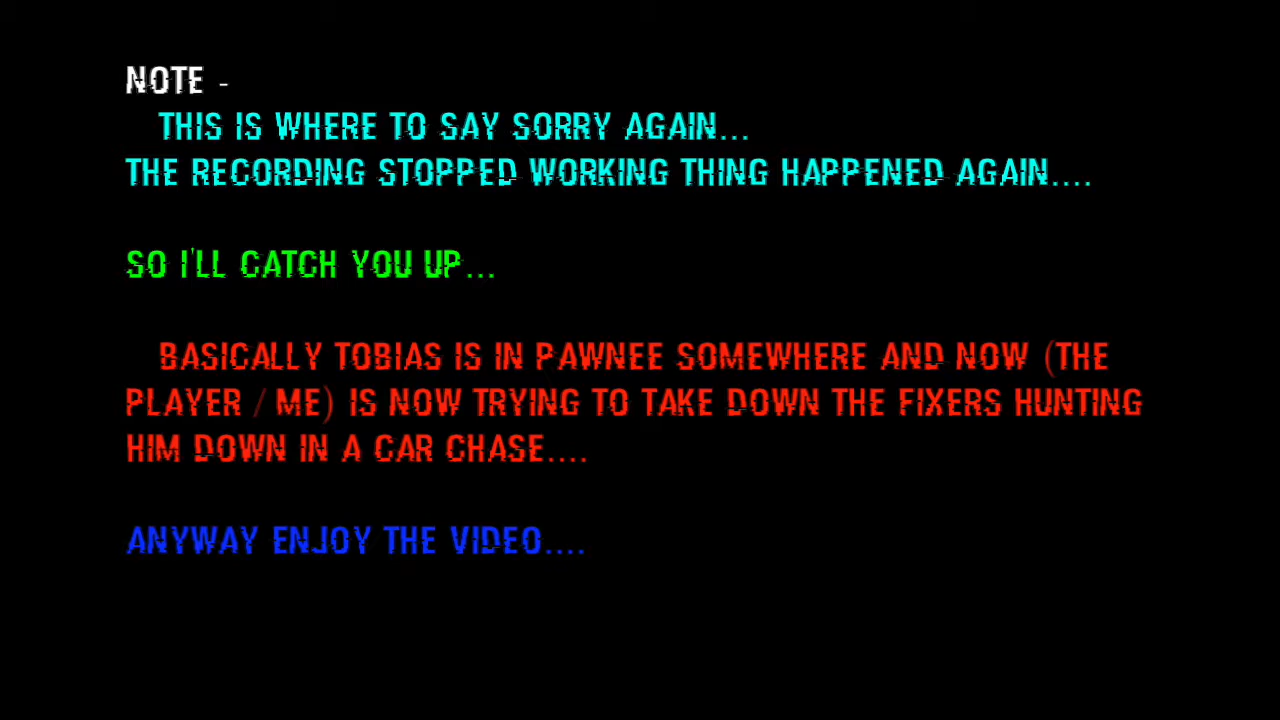 NOTE -
THIS IS WHERE TO SAY SORRY AGAIN...
THE RECORDING STOPPED WORKING THING HAPPENED AGAIN....
SO I'LL CATCH YOU UP...
BASICALLY TOBIAS IS IN PAWNEE SOMEWHERE AND NOW (THE
PLAYER / ME) IS NOW TRYING TO TAKE DOWN THE FIXERS HUNTING
HIM DOWN IN A CAR CHASE....
ANYWAY ENJOY THE VIDEO....